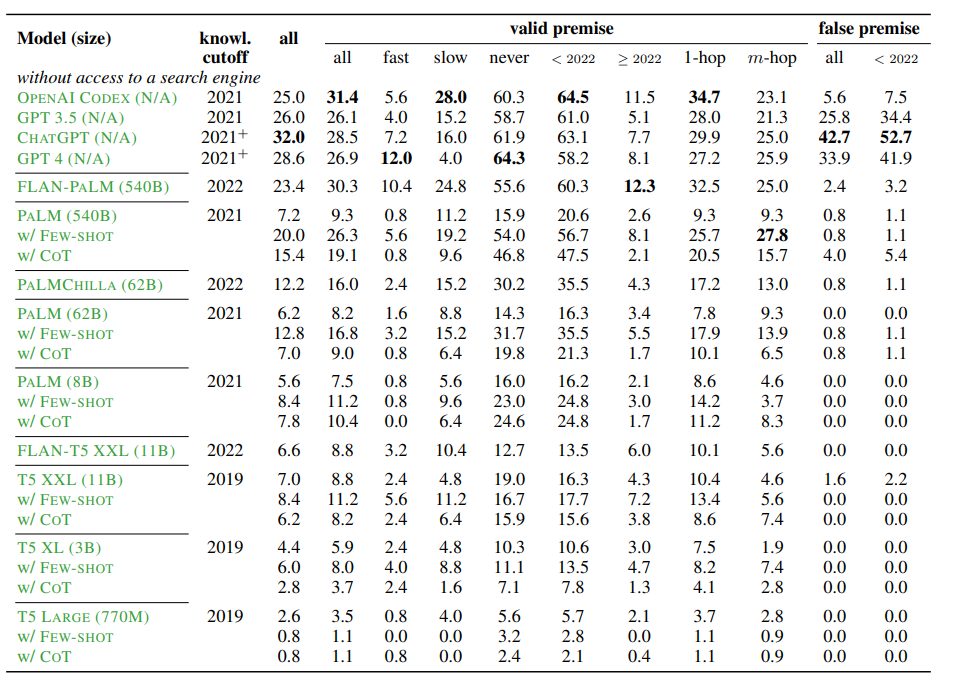 Model (size) knowl. cutoff all valid premise false premise
all fast slow never < 2022 ≥ 2022 1-hop m-hop all < 2022
without access to a search engine
OPENAI CODEX (N/A) 2021 25.0 31.4 5.6 28.0 60.3 64.5 11.5 34.7 23.1 5.6 7.5
GPT 3.5 (N/A) 2021 26.0 26.1 4.0 15.2 58.7 61.0 5.1 28.0 21.3 25.8 34.4
CHATGPT (N/A) 2021+ 32.0 28.5 7.2 16.0 61.9 63.1 7.7 29.9 25.0 42.7 52.7
GPT 4 (N/A) 2021+ 28.6 26.9 12.0 4.0 64.3 58.2 8.1 27.2 25.9 33.9 41.9
FLAN-PALM (540B) 2022 23.4 30.3 10.4 24.8 55.6 60.3 12.3 32.5 25.0 2.4 3.2
PALM (540B) 2021 7.2 9.3 0.8 11.2 15.9 20.6 2.6 9.3 9.3 0.8 1.1
W/ FEW-SHOT 20.0 26.3 5.6 19.2 54.0 56.7 8.1 25.7 27.8 0.8 1.1
W/ COT 15.4 19.1 0.8 9.6 46.8 47.5 2.1 20.5 15.7 4.0 5.4
PALMCHILLA (62B) 2022 12.2 16.0 2.4 15.2 30.2 35.5 4.3 17.2 13.0 0.8 1.1
PALM (62B) 2021 6.2 8.2 1.6 8.8 14.3 16.3 3.4 7.8 9.3 0.0 0.0
W/ FEW-SHOT 12.8 16.8 3.2 15.2 31.7 35.5 5.5 17.9 13.9 0.8 1.1
W/ COT 7.0 9.0 0.8 6.4 19.8 21.3 1.7 10.1 6.5 0.8 1.1
PALM (8B) 2021 5.6 7.5 0.8 5.6 16.0 16.2 2.1 8.6 4.6 0.0 0.0
W/ FEW-SHOT 8.4 11.2 0.8 9.6 23.0 24.8 3.0 14.2 3.7 0.0 0.0
W/ COT 7.8 10.4 0.0 6.4 24.6 24.8 1.7 11.2 8.3 0.0 0.0
FLAN-T5 XXL (11B) 2022 6.6 8.8 3.2 10.4 12.7 13.5 6.0 10.1 5.6 0.0 0.0
T5 XXL (11B) 2019 7.0 8.8 2.4 4.8 19.0 16.3 4.3 10.4 4.6 1.6 2.2
W/ FEW-SHOT 8.4 11.2 5.6 11.2 16.7 17.7 7.2 13.4 5.6 0.0 0.0
W/ COT 6.2 8.2 2.4 6.4 15.9 15.6 3.8 8.6 7.4 0.0 0.0
T5 XL (3B) 2019 4.4 5.9 2.4 4.8 10.3 10.6 3.0 7.5 1.9 0.0 0.0
W/ FEW-SHOT 6.0 8.0 4.0 8.8 11.1 13.5 4.7 8.2 7.4 0.0 0.0
W/ COT 2.8 3.7 2.4 1.6 7.1 7.8 1.3 4.1 2.8 0.0 0.0
T5 LARGE (770M) 2019 2.6 3.5 0.8 4.0 5.6 5.7 2.1 3.7 2.8 0.0 0.0
W/ FEW-SHOT 0.8 1.1 0.0 0.0 3.2 2.8 0.0 1.1 0.9 0.0 0.0
W/ COT 0.8 1.1 0.8 0.0 2.4 2.1 0.4 1.1 0.9 0.0 0.0